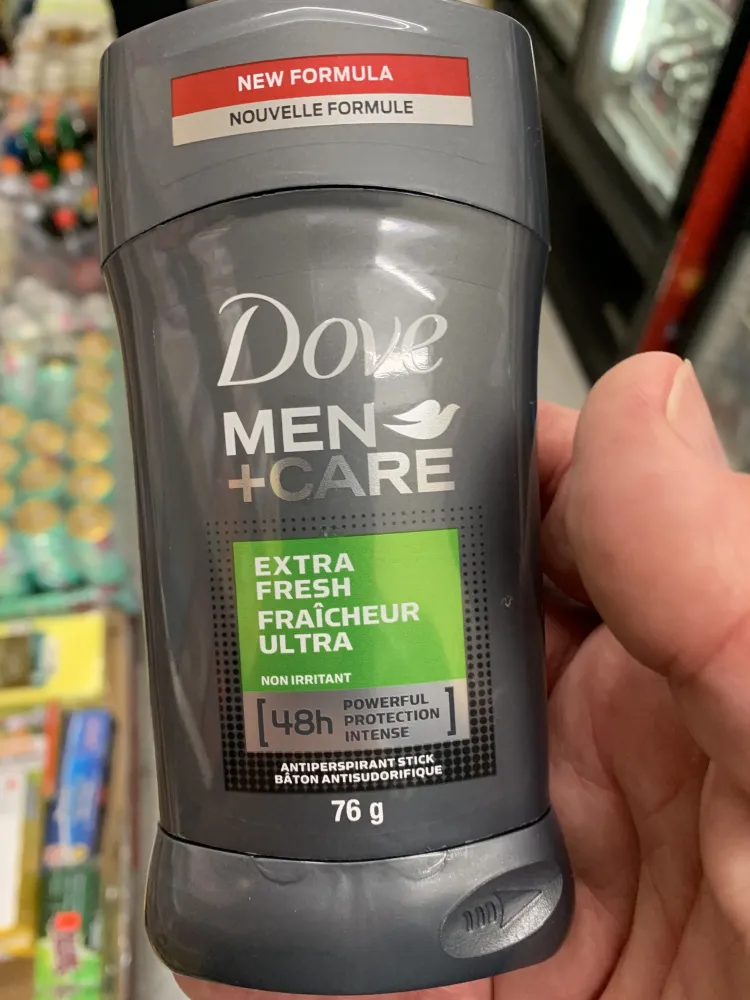 NEW FORMULA
NOUVELLE FORMULE
Dove
MEN
+CARE
EXTRA
FRESH
FRAÎCHEUR
ULTRA
NON IRRITANT
[48h POWERFUL
PROTECTION
INTENSE]
ANTIPERSPIRANT STICK
BÂTON ANTISUDORIFIQUE
76 g